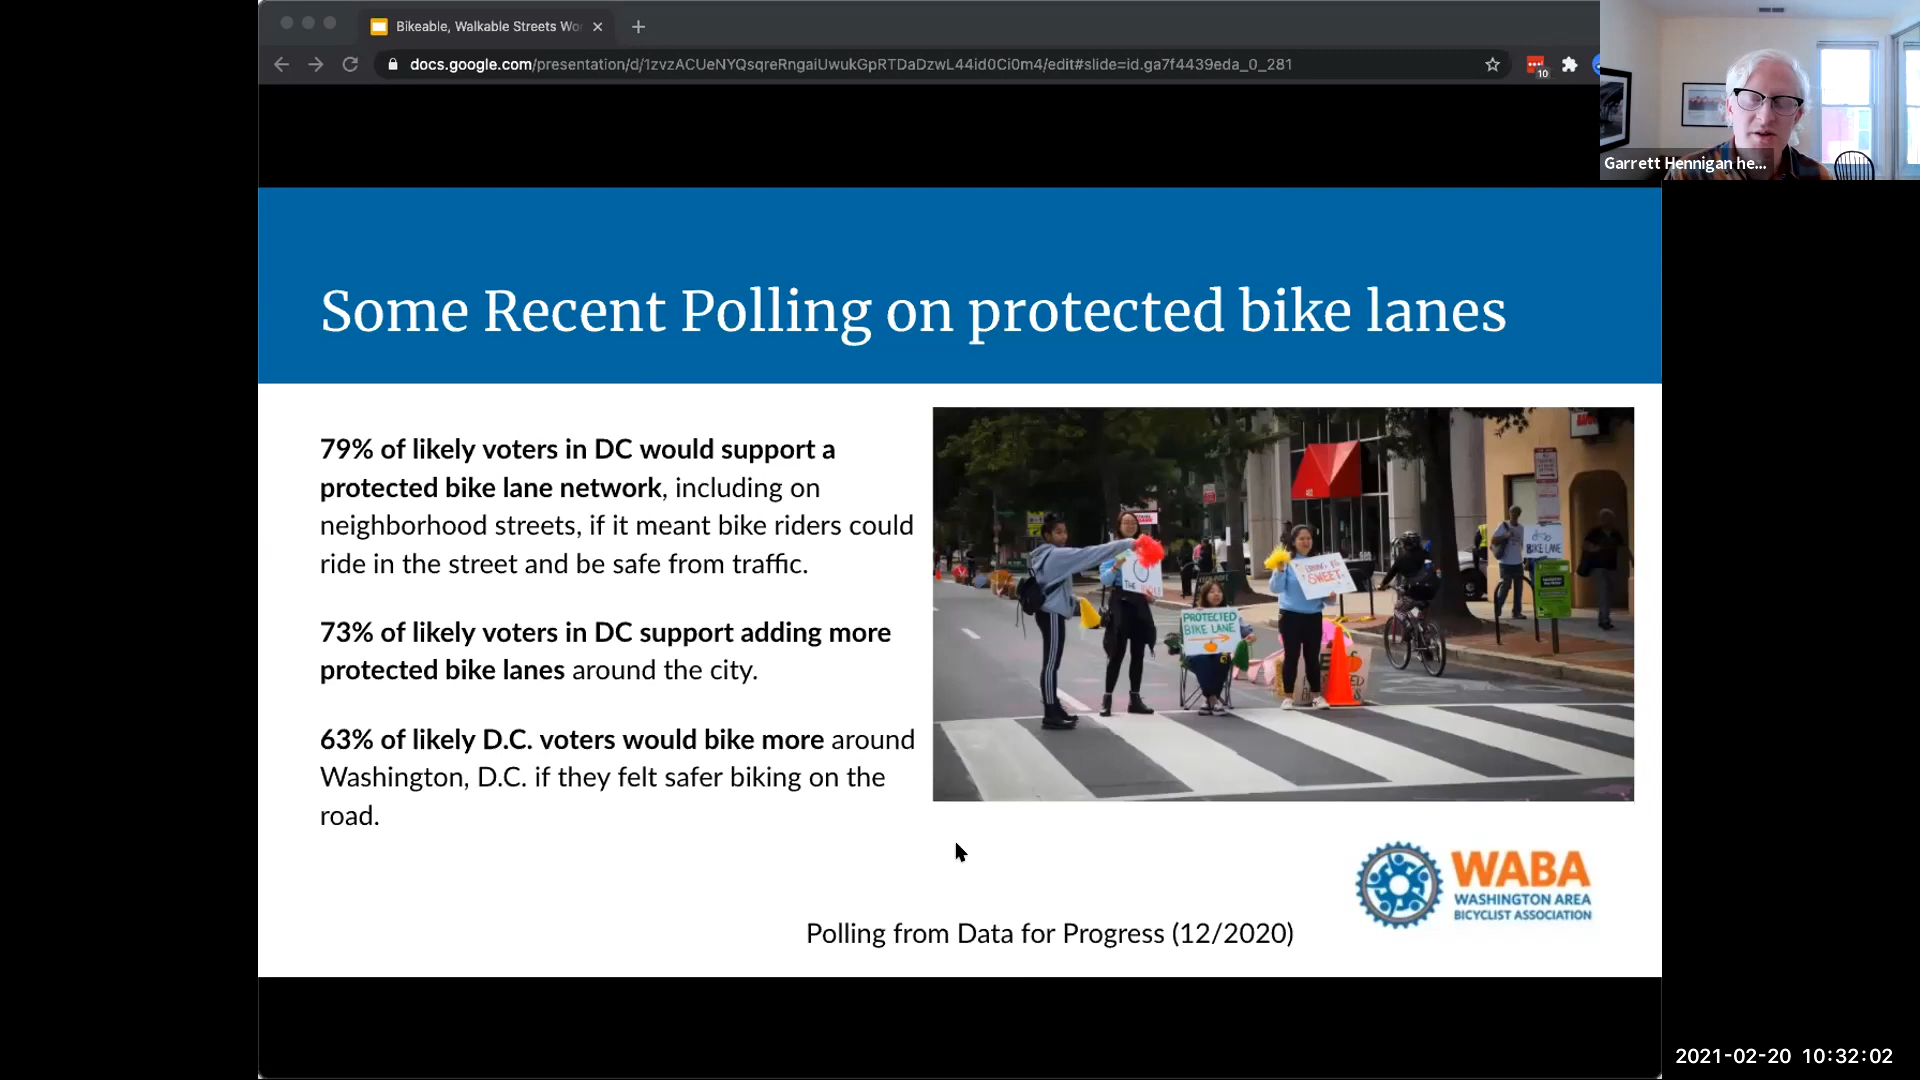 Bikeable, Walkable Streets Wo
docs.google.com/presentation/d/1zvzACUeNYQsqreRngaiUwukGpRTDaDzwL44id0Ci0m4/edit#slide=id.ga7f4439eda_0_281
10
Garrett Hennigan he...
Some Recent Polling on protected bike lanes
79% of likely voters in DC would support a
protected bike lane network, including on
neighborhood streets, if it meant bike riders could
ride in the street and be safe from traffic.
73% of likely voters in DC support adding more
protected bike lanes around the city.
63% of likely D.C. voters would bike more around
Washington, D.C. if they felt safer biking on the
road.
BIKE LANE
THE
SWEET
PROTECTED
BIKE LANE
WABA
WASHINGTON AREA
BICYCLIST ASSOCIATION
Polling from Data for Progress (12/2020)
2021-02-20 10:32:02